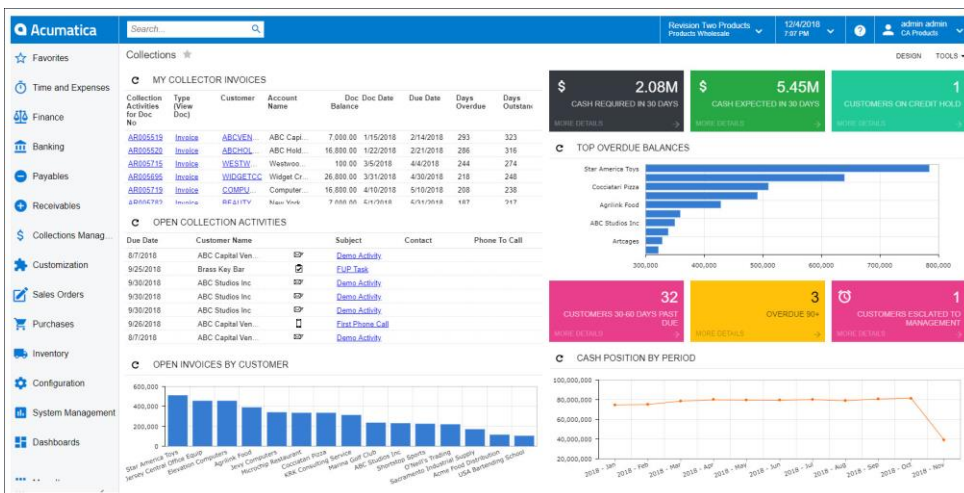 Acumatica
Search...
Revision Two Products
Products Wholesale
12/4/2018
7:07 PM
?
admin admin
CA Products
Favorites
Time and Expenses
Finance
Banking
Payables
Receivables
Collections Manag...
Customization
Sales Orders
Purchases
Inventory
Configuration
System Management
Dashboards
Collections
DESIGN TOOLS
MY COLLECTOR INVOICES
Collection Activities for Doc No Type (View Doc) Customer Account Name Doc Balance Doc Date Due Date Days Overdue Days Outstanc
AR005519 Invoice ABCVEN... ABC Capi... 7,000.00 1/15/2018 2/14/2018 293 323
AR005520 Invoice ABCHOL... ABC Hold... 16,800.00 1/22/2018 2/21/2018 286 316
AR005715 Invoice WESTW... Westwoo... 100.00 3/5/2018 4/4/2018 244 274
AR005695 Invoice WIDGETCC Widget Cr... 26,800.00 3/31/2018 4/30/2018 218 248
AR005719 Invoice COMPU... Computer... 16,800.00 4/10/2018 5/10/2018 208 238
AR005783 Invoice BEAUTY New York 7,000.00 5/1/2018 5/31/2018 187 217
OPEN COLLECTION ACTIVITIES
Due Date Customer Name Subject Contact Phone To Call
8/7/2018 ABC Capital Ven... Demo Activity
9/25/2018 Brass Key Bar FUP Task
9/30/2018 ABC Studios Inc Demo Activity
9/30/2018 ABC Studios Inc Demo Activity
9/30/2018 ABC Studios Inc Demo Activity
9/26/2018 ABC Capital Ven... First Phone Call
8/7/2018 ABC Capital Ven... Demo Activity
OPEN INVOICES BY CUSTOMER
600,000
400,000
200,000
0
Star America Toys
Jersey Central Office Equip
Elevation Computers
Agrilink Food
Jevy Computers
Microchip Restaurant
Cocciatari Pizza
KRK Consulting Service
Marina Golf Club
ABC Studios Inc
Shortstop Sports
O'Neil's Trading
Sacramento Industrial Supply
Acme Food Distribution
USA Bartending School
$ 2.08M
CASH REQUIRED IN 30 DAYS
MORE DETAILS
$ 5.45M
CASH EXPECTED IN 30 DAYS
MORE DETAILS
1
CUSTOMERS ON CREDIT HOLD
MORE DETAILS
TOP OVERDUE BALANCES
Star America Toys
Cocciatari Pizza
Agrilink Food
ABC Studios Inc
Artcages
300,000 400,000 500,000 600,000 700,000 800,000
32
CUSTOMERS 30-60 DAYS PAST DUE
MORE DETAILS
3
OVERDUE 90+
MORE DETAILS
1
CUSTOMERS ESCLATED TO MANAGEMENT
MORE DETAILS
CASH POSITION BY PERIOD
100,000,000
80,000,000
60,000,000
40,000,000
20,000,000
2018 - Jan
2018 - Feb
2018 - Mar
2018 - Apr
2018 - May
2018 - Jun
2018 - Jul
2018 - Aug
2018 - Sep
2018 - Oct
2018 - Nov